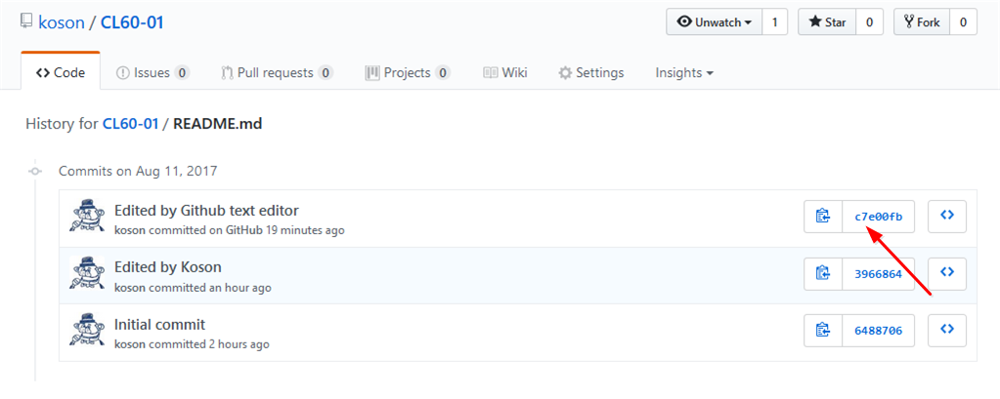 koson / CL60-01
Unwatch 1 Star 0 Fork 0
Code Issues 0 Pull requests 0 Projects 0 Wiki Settings Insights
History for CL60-01 / README.md
Commits on Aug 11, 2017
Edited by Github text editor
koson committed on GitHub 19 minutes ago
c7e00fb
Edited by Koson
koson committed an hour ago
3966864
Initial commit
koson committed 2 hours ago
6488706